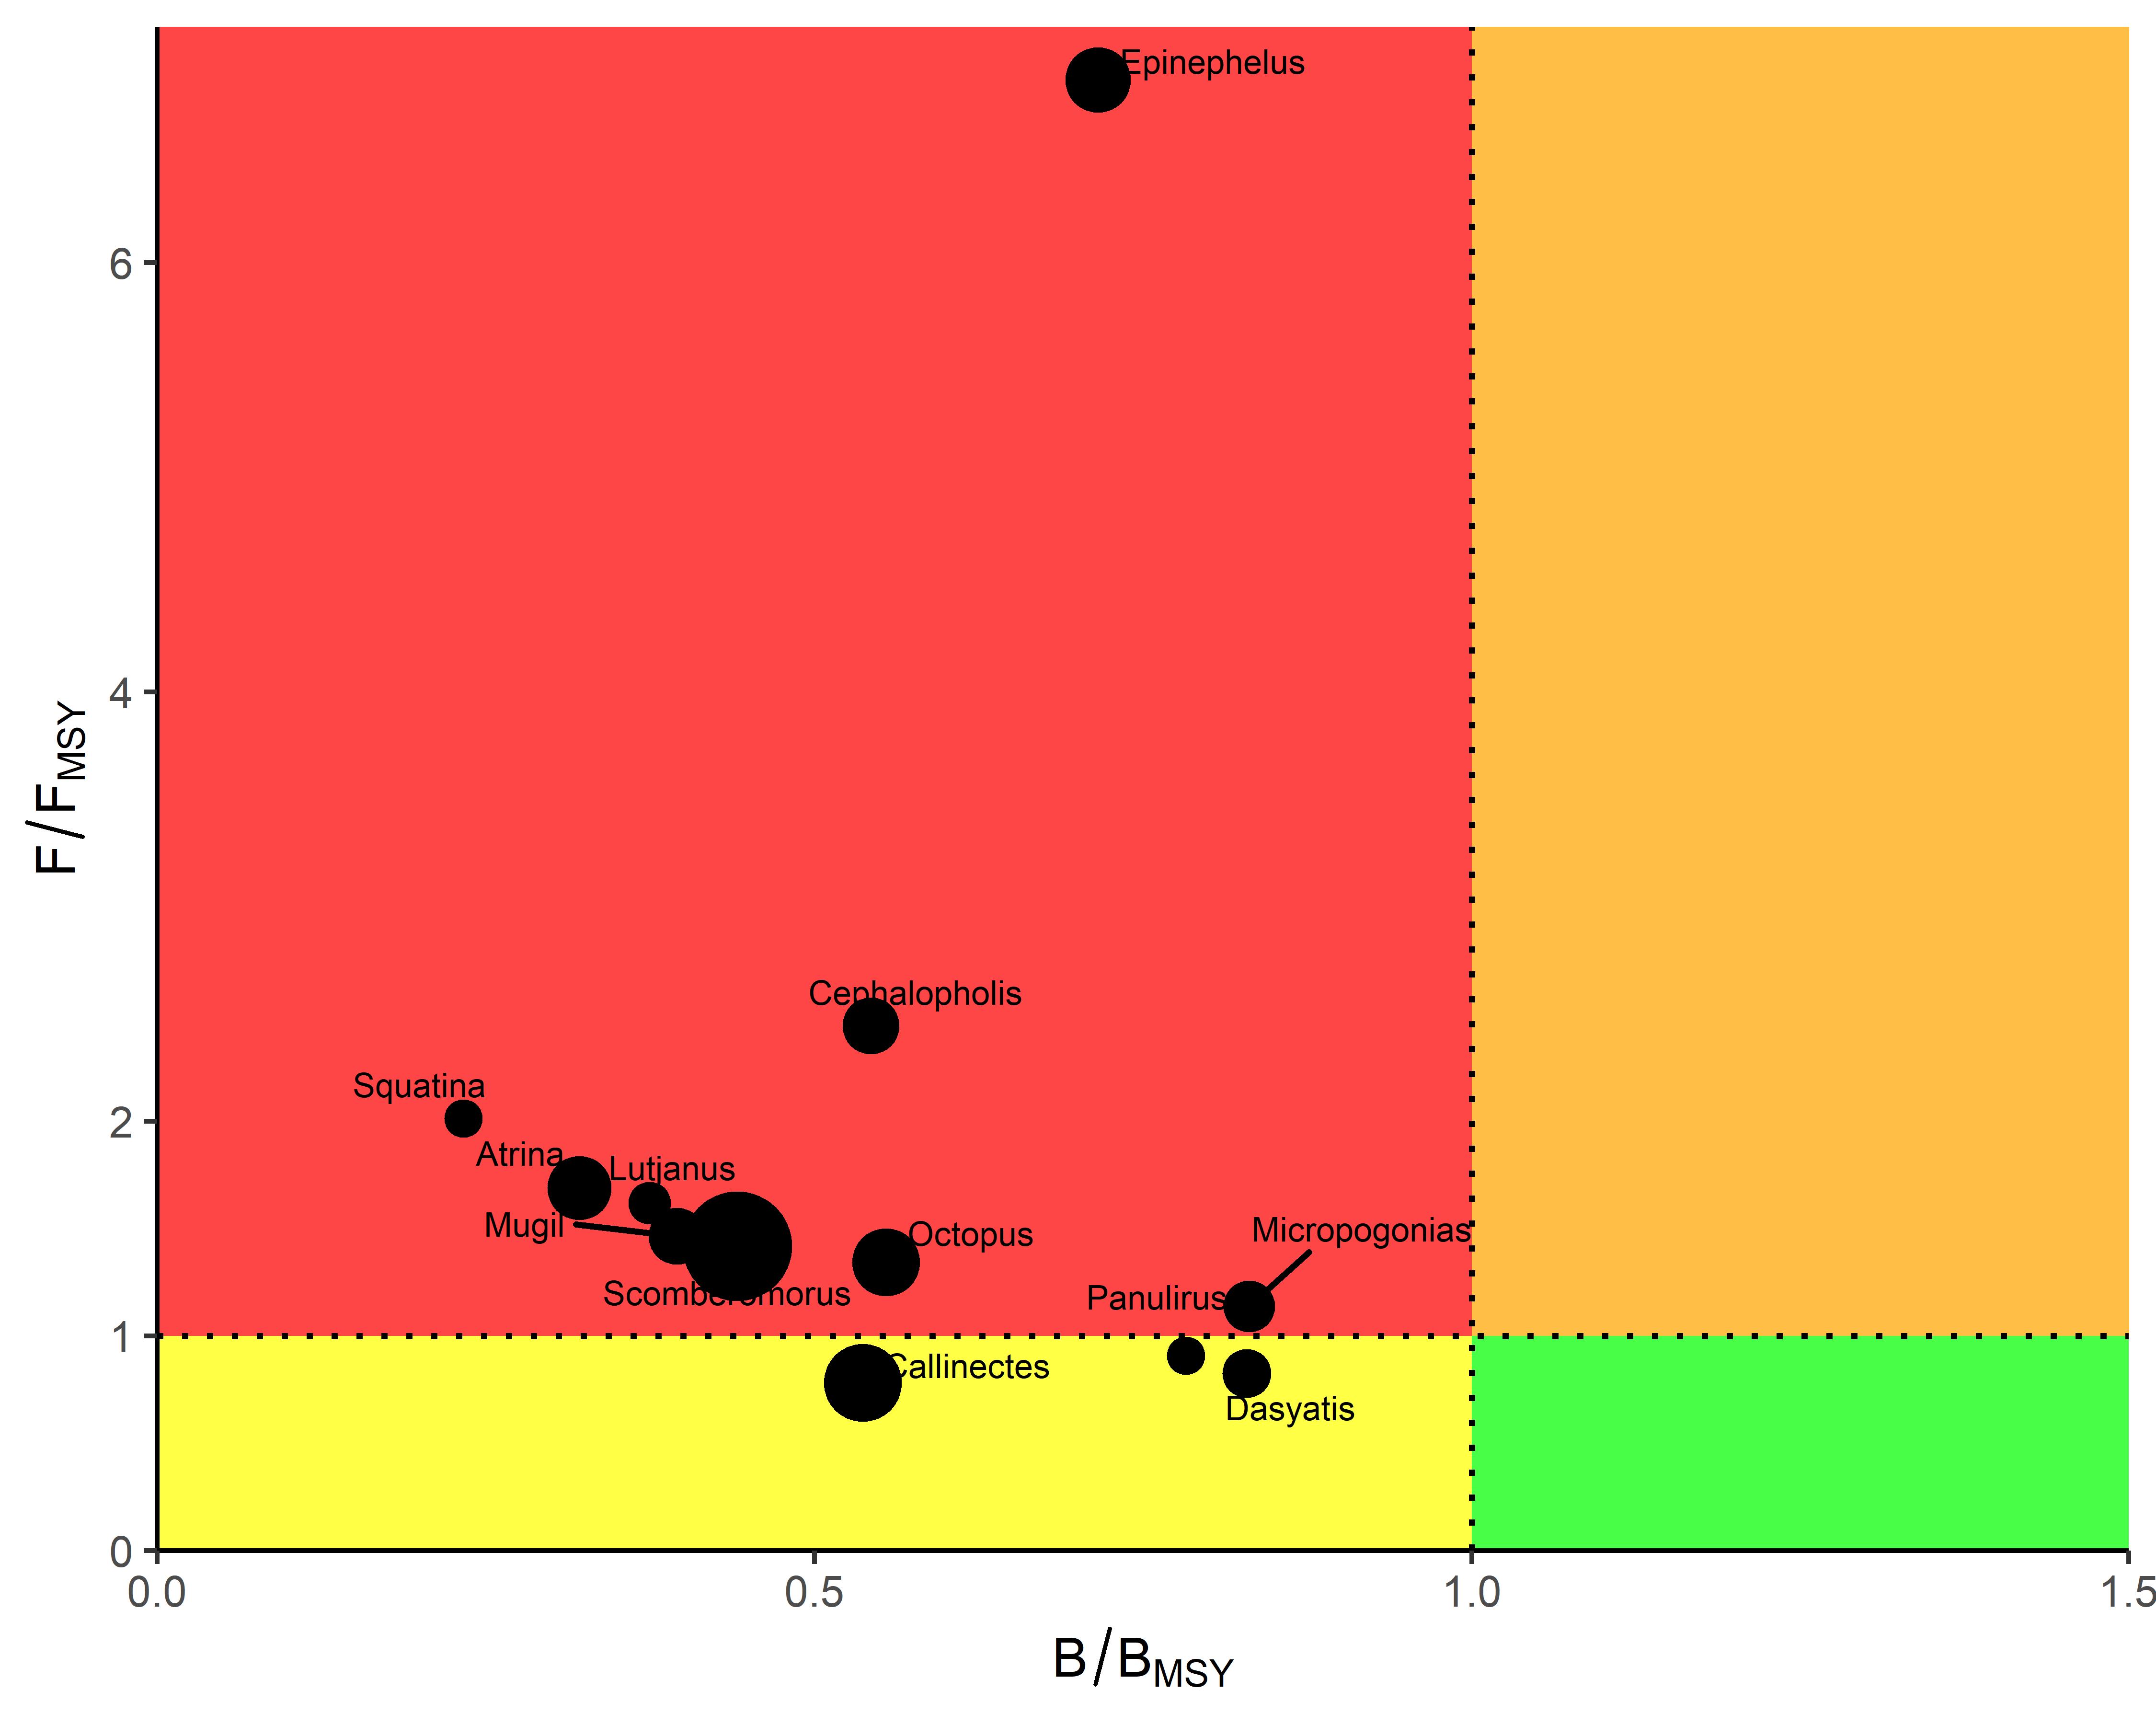 Epinephelus
6
4
F/FMSY
Cephalopholis
Squatina
2
Atrina
Lutjanus
Mugil
Octopus
Micropogonias
Scomberomorus
Panulirus
1
Callinectes
Dasyatis
0
0.0
0.5
1.0
1.5
B/BMSY